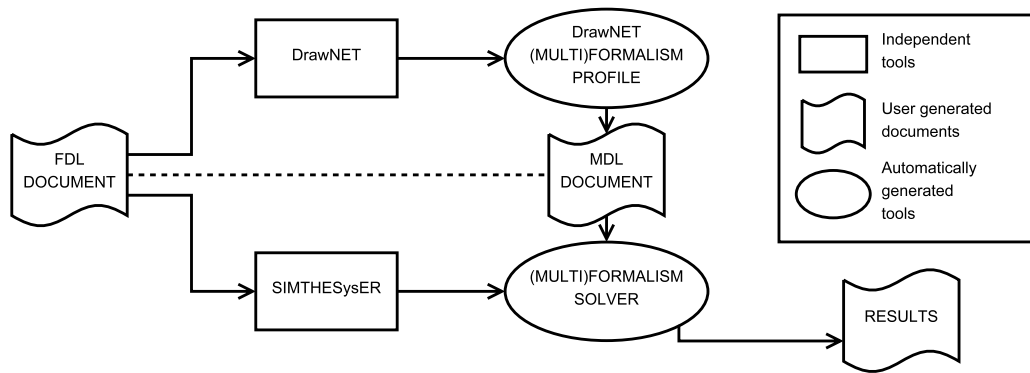 DrawNET
DrawNET
(MULTI)FORMALISM
PROFILE
FDL
DOCUMENT
MDL
DOCUMENT
SIMTHESysER
(MULTI)FORMALISM
SOLVER
RESULTS
Independent
tools
User generated
documents
Automatically
generated
tools